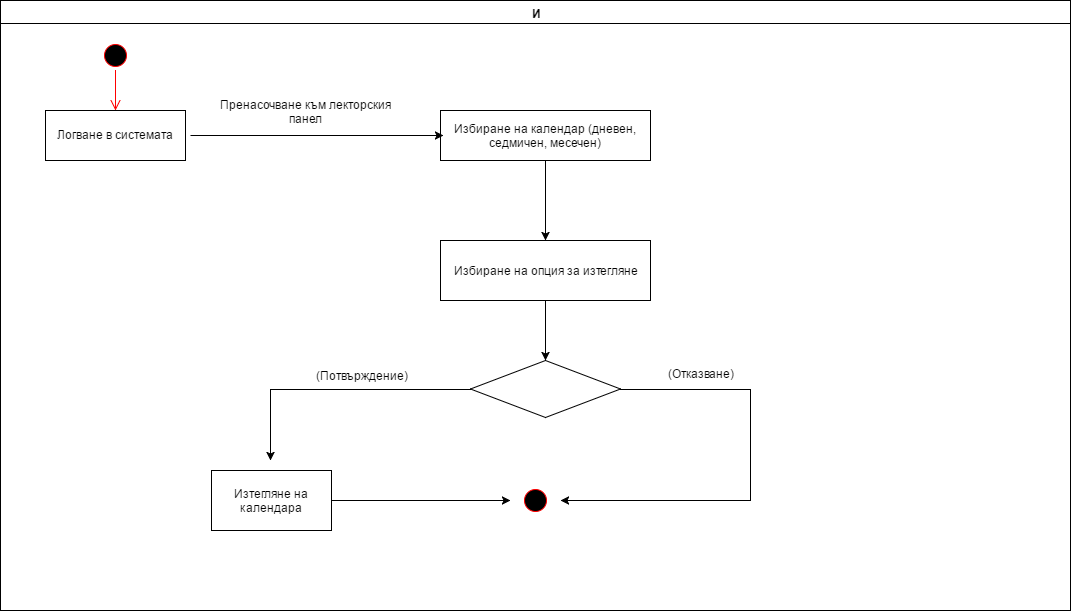 И
Пренасочване към лекторския
панел
Логване в системата
Избиране на календар (дневен,
седмичен, месечен)
Избиране на опция за изтегляне
(Потвърждение)
(Отказване)
Изтегляне на
календара